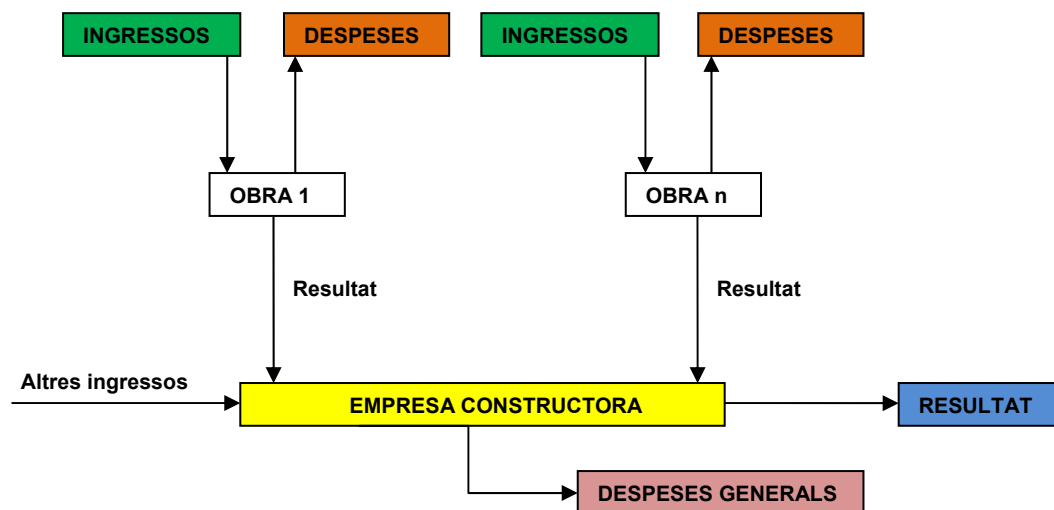 INGRESSOS
DESPESES
INGRESSOS
DESPESES
OBRA 1
OBRA n
Resultat
Resultat
Altres ingressos
EMPRESA CONSTRUCTORA
RESULTAT
DESPESES GENERALS